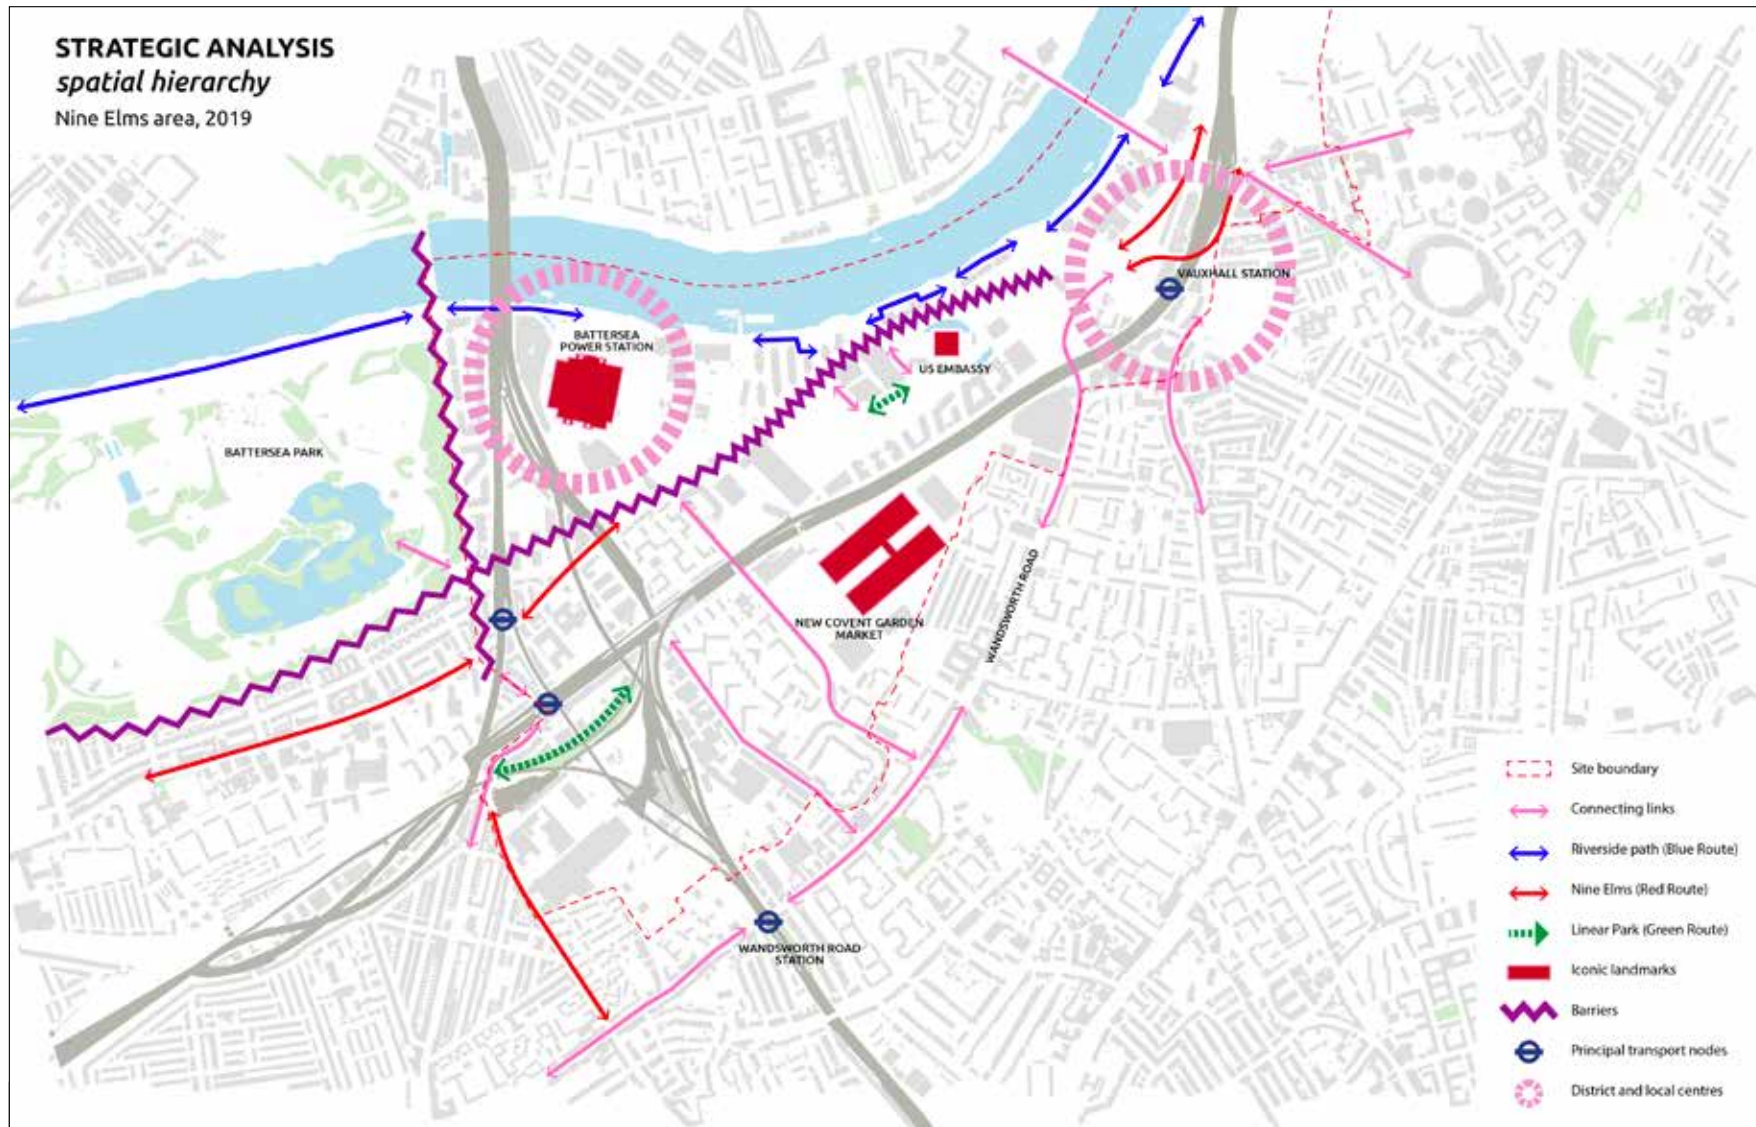 STRATEGIC ANALYSIS
spatial hierarchy
Nine Elms area, 2019
VAUXHALL STATION
BATTERSEA
POWER STATION
US EMBASSY
BATTERSEA PARK
NEW COVENT GARDEN
MARKET
WANDSWORTH ROAD
WANDSWORTH ROAD
STATION
Site boundary
Connecting links
Riverside path (Blue Route)
Nine Elms (Red Route)
Linear Park (Green Route)
Iconic landmarks
Barriers
Principal transport nodes
District and local centres